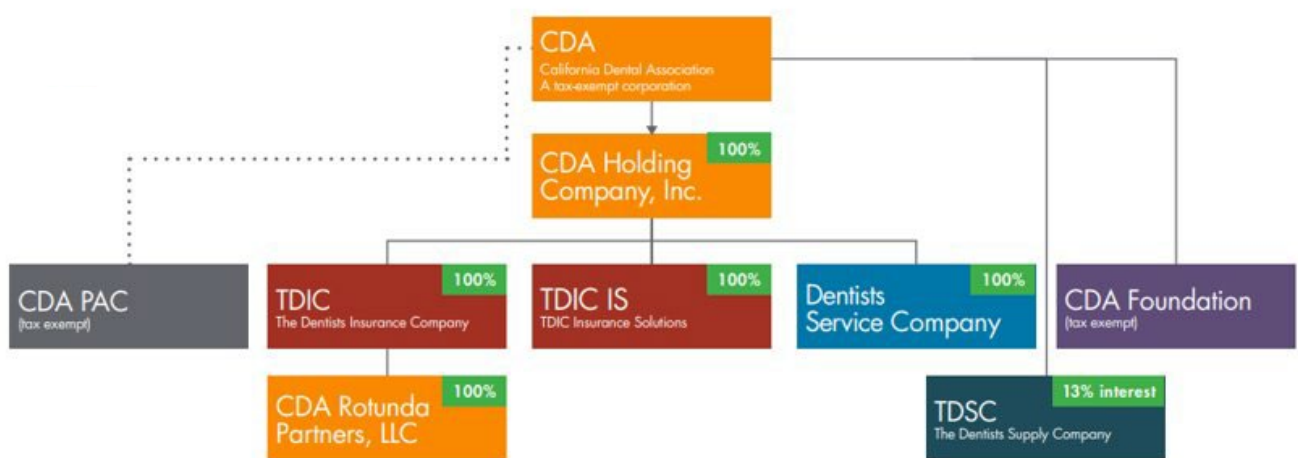 CDA
California Dental Association
A tax-exempt corporation
100%
CDA Holding
Company, Inc.
CDA PAC
(tax exempt)
100%
TDIC
The Dentists Insurance Company
100%
TDIC IS
TDIC Insurance Solutions
100%
Dentists
Service Company
CDA Foundation
(tax exempt)
100%
CDA Rotunda
Partners, LLC
13% interest
TDSC
The Dentists Supply Company